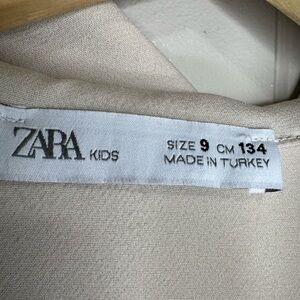 ZARA KIDS
SIZE 9 CM 134
MADE IN TURKEY